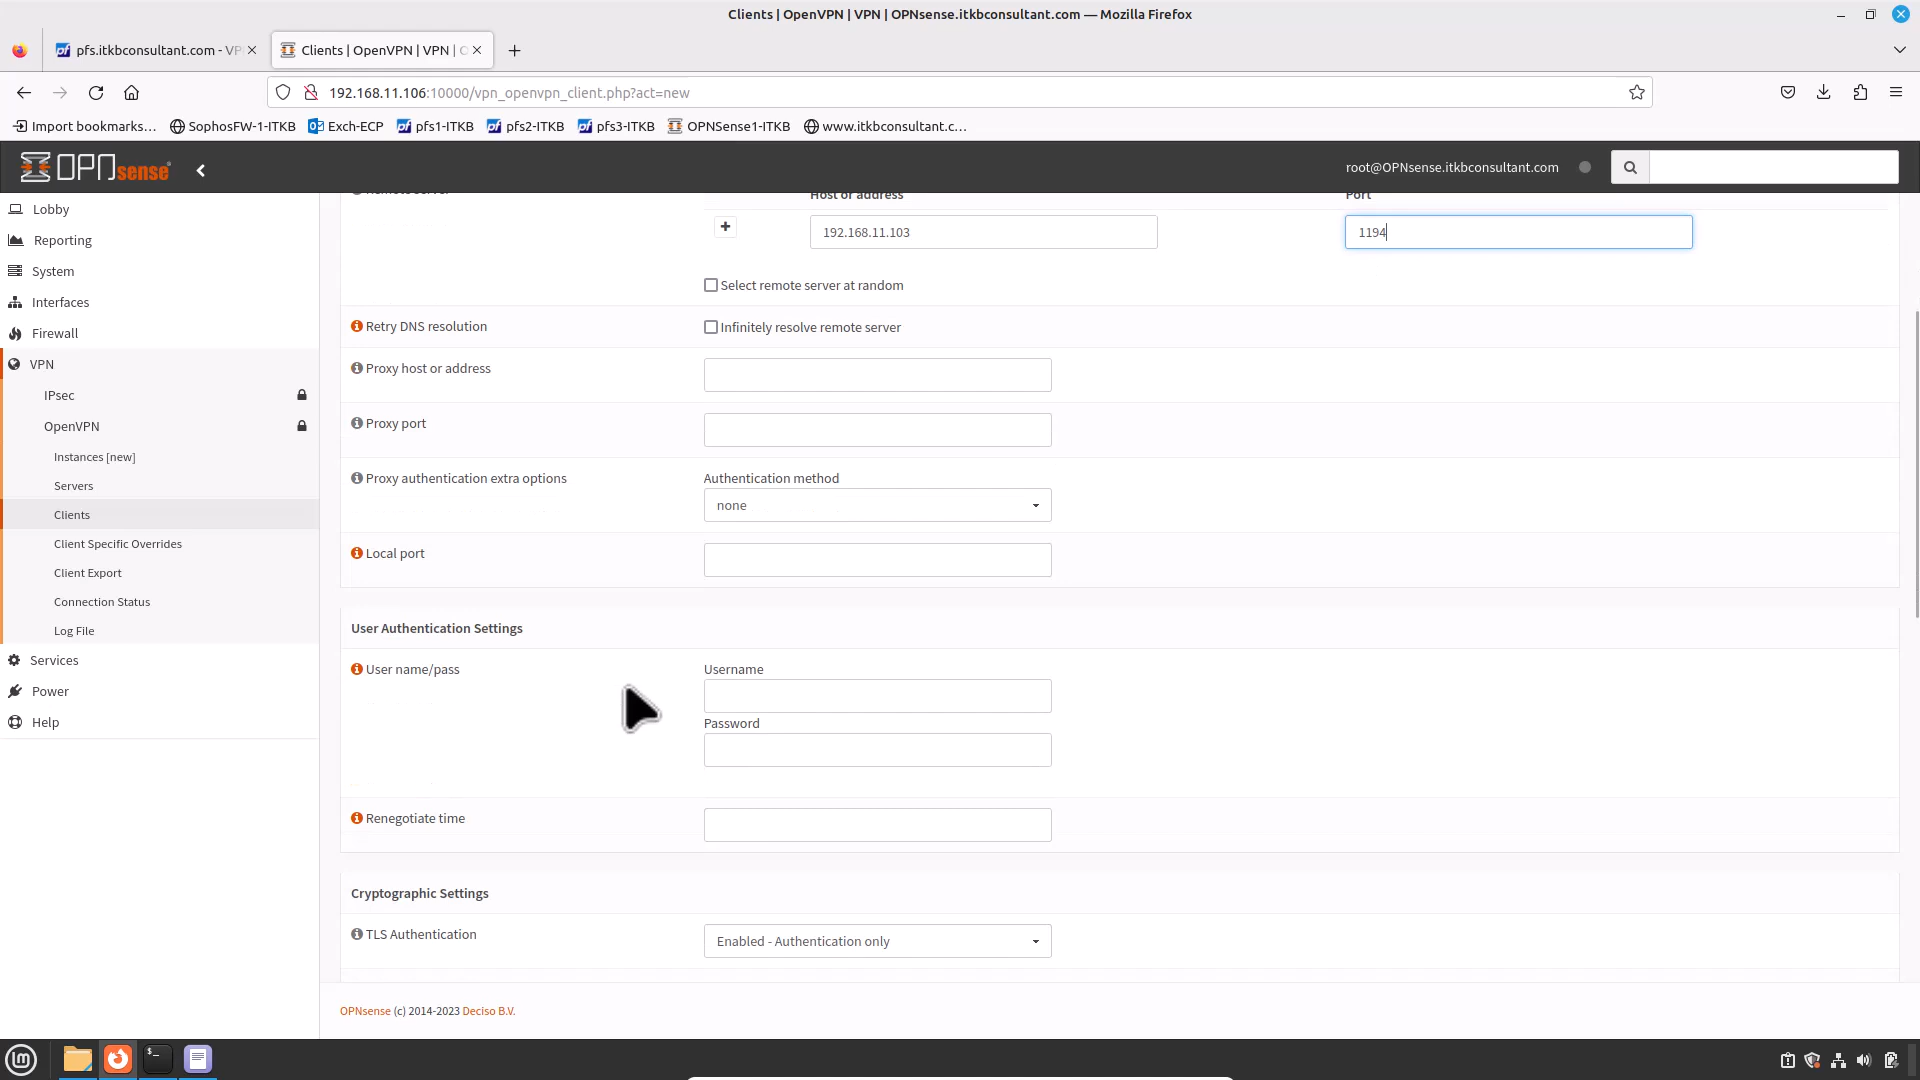 Clients | OpenVPN | VPN | OPNsense.itkbconsultant.com — Mozilla Firefox
pfs.itkbconsultant.com - VP
Clients | OpenVPN | VPN | O
192.168.11.106:10000/vpn_openvpn_client.php?act=new
Import bookmarks… SophosFW-1-ITKB Exch-ECP pfs1-ITKB pfs2-ITKB pfs3-ITKB OPNSense1-ITKB www.itkbconsultant.c…
OPNsense
root@OPNsense.itkbconsultant.com
Lobby
Reporting
System
Interfaces
Firewall
VPN
IPsec
OpenVPN
Instances [new]
Servers
Clients
Client Specific Overrides
Client Export
Connection Status
Log File
Services
Power
Help
Remote server
Host or address Port
192.168.11.103 1194
Select remote server at random
Retry DNS resolution Infinitely resolve remote server
Proxy host or address
Proxy port
Proxy authentication extra options Authentication method
none
Local port
User Authentication Settings
User name/pass Username
Password
Renegotiate time
Cryptographic Settings
TLS Authentication Enabled - Authentication only
OPNsense (c) 2014-2023 Deciso B.V.